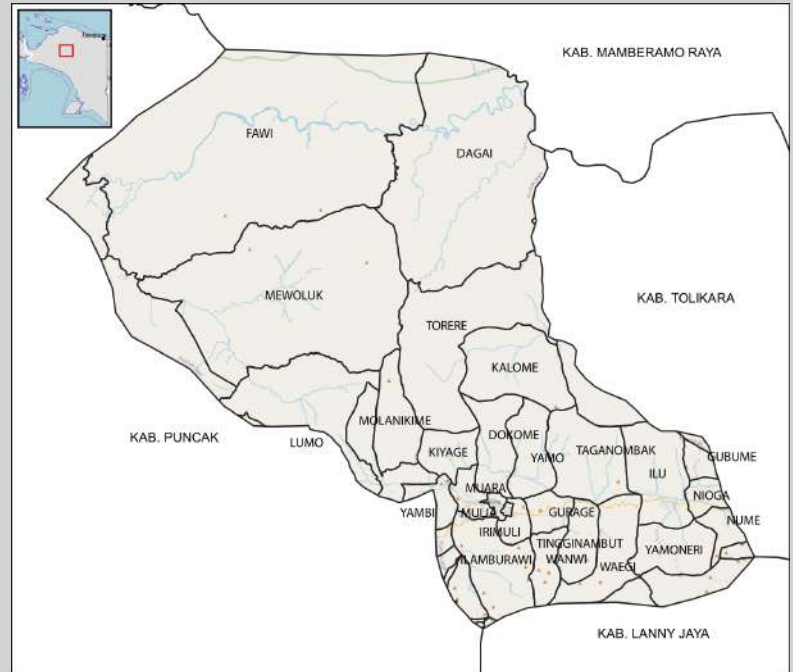 KAB. MAMBERAMO RAYA
FAWI
DAGAI
MEWOLUK
KAB. TOLIKARA
TORERE
KALOME
MOLANIKIME
KAB. PUNCAK
LUMO
DOKOME
KIYAGE
YAMO
TAGANOMBAK
ILU
GUBUME
MUARA
NIOGA
YAMBI
MULIA
GURAGE
NUME
IRIMULI
TINGGINAMBUT
YAMONERI
ILAMBURAWI
WANWI
WAEGI
KAB. LANNY JAYA